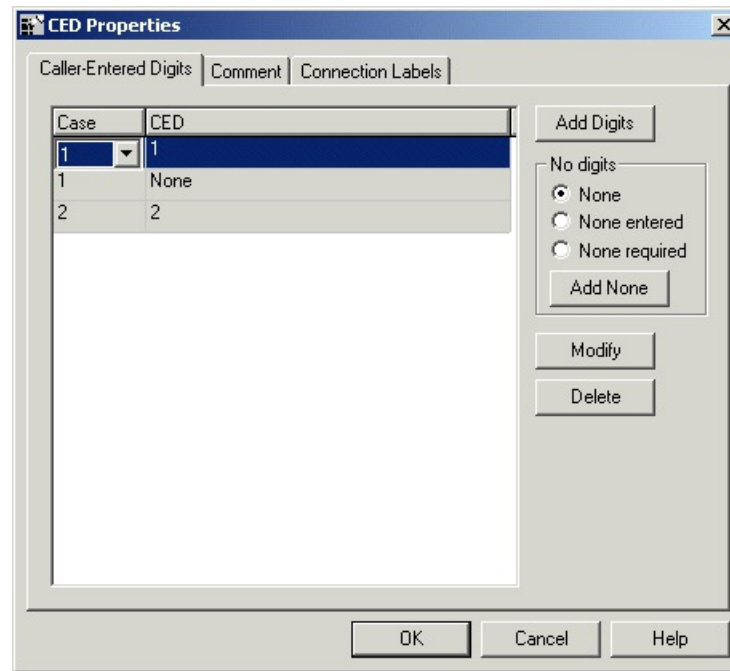 CED Properties
Caller-Entered Digits
Comment
Connection Labels
Case CED
1 1
1 None
2 2
Add Digits
No digits
None
None entered
None required
Add None
Modify
Delete
OK
Cancel
Help